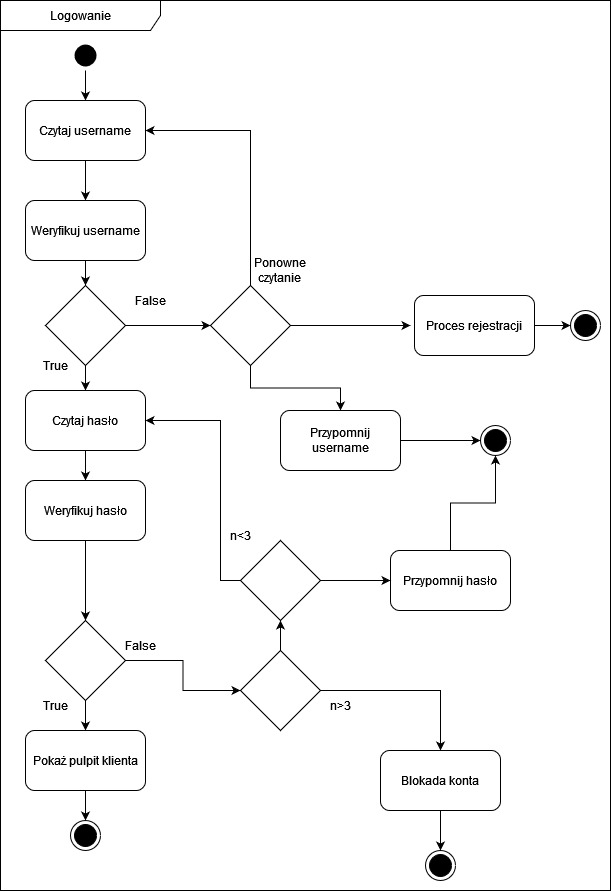 Logowanie
Czytaj username
Weryfikuj username
Ponowne
czytanie
False
Proces rejestracji
True
Czytaj hasło
Przypomnij
username
Weryfikuj hasło
n<3
Przypomnij hasło
False
True
n>3
Pokaż pulpit klienta
Blokada konta